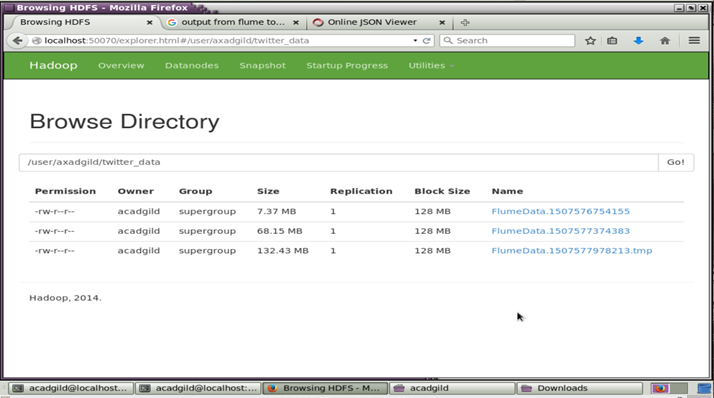 Browsing HDFS - Mozilla Firefox
Browsing HDFS × output from flume to... × Online JSON Viewer ×
localhost:50070/explorer.html#/user/axadgild/twitter_data Search
Hadoop Overview Datanodes Snapshot Startup Progress Utilities
Browse Directory
/user/axadgild/twitter_data Go!
Permission Owner Group Size Replication Block Size Name
-rw-r--r-- acadgild supergroup 7.37 MB 1 128 MB FlumeData.1507576754155
-rw-r--r-- acadgild supergroup 68.15 MB 1 128 MB FlumeData.1507577374383
-rw-r--r-- acadgild supergroup 132.43 MB 1 128 MB FlumeData.1507577978213.tmp
Hadoop, 2014.
acadgild@localhost... acadgild@localhost:... Browsing HDFS - M... acadgild Downloads